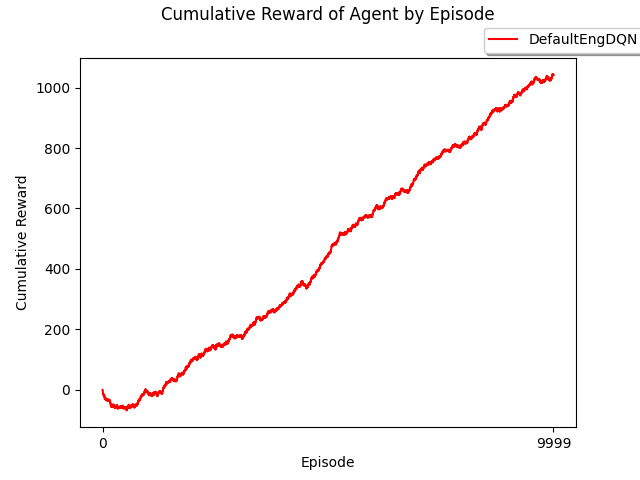 Cumulative Reward of Agent by Episode
DefaultEngDQN
1000
800
600
400
200
0
Cumulative Reward
0
9999
Episode